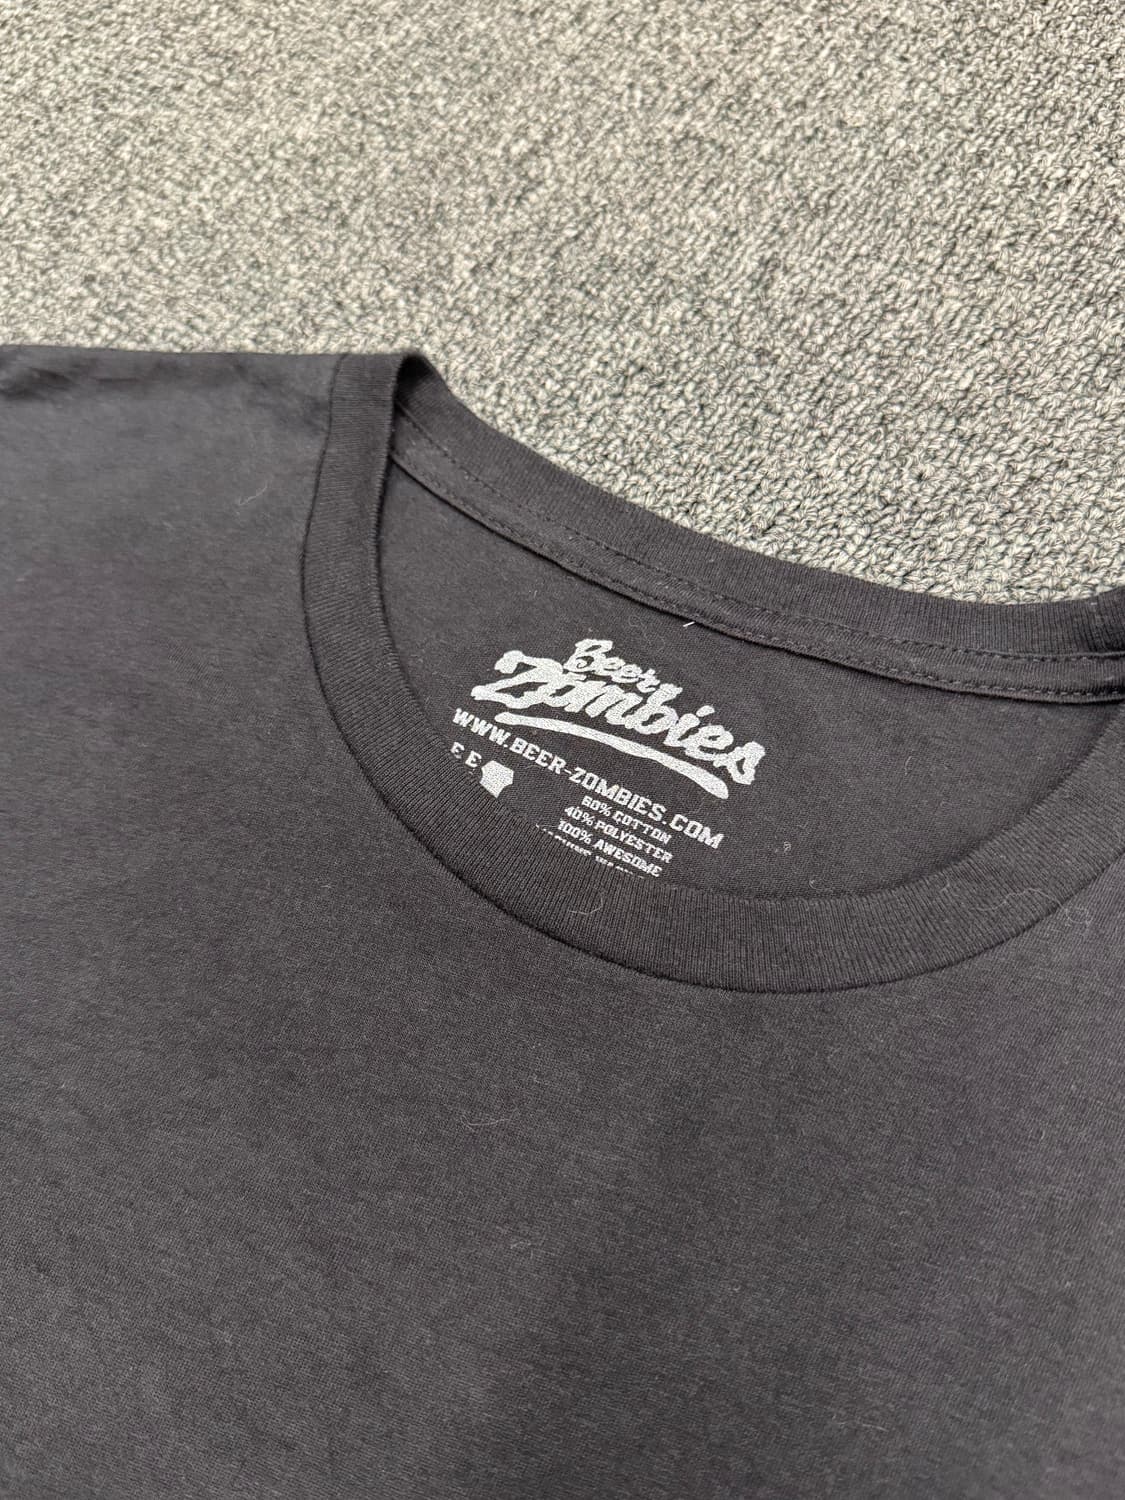 Beer
Zombies
WWW.BEER-ZOMBIES.COM
60% COTTON
40% POLYESTER
100% AWESOME